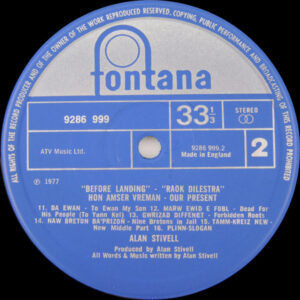 ALL RIGHTS OF THE RECORD PRODUCER AND OF THE OWNER OF THE WORK REPRODUCED RESERVED. COPYING, PUBLIC PERFORMANCE AND BROADCASTING OF THIS RECORD PROHIBITED
fontana
9286 999
33 1/3
STEREO
ATV Music Ltd.
9286 999.2
Made in England
2
℗ 1977
"BEFORE LANDING" - "RAOK DILESTRA"
HON AMSER VREMAN - OUR PRESENT
11. DA EWAN - To Ewan My Son 12. MARW EWID E FOBL - Dead For
His People (To Yann Kel) 13. GWRIZAD DIFFENET - Forbidden Roots
14. NAW BRETON BA'PRIZON - Nine Bretons in Jail 15. TAMM-KREIZ NEW-
New Middle Part 16. PLINN-SLOGAN
ALAN STIVELL
Produced by Alan Stivell
All Words & Music written by Alan Stivell